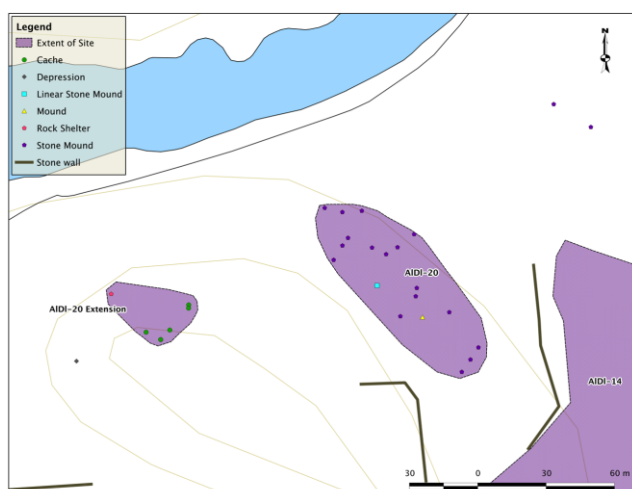 Legend
Extent of Site
Cache
Depression
Linear Stone Mound
Mound
Rock Shelter
Stone Mound
Stone wall
N
AIDI-20
AIDI-20 Extension
AIDI-14
30 0 30 60 m